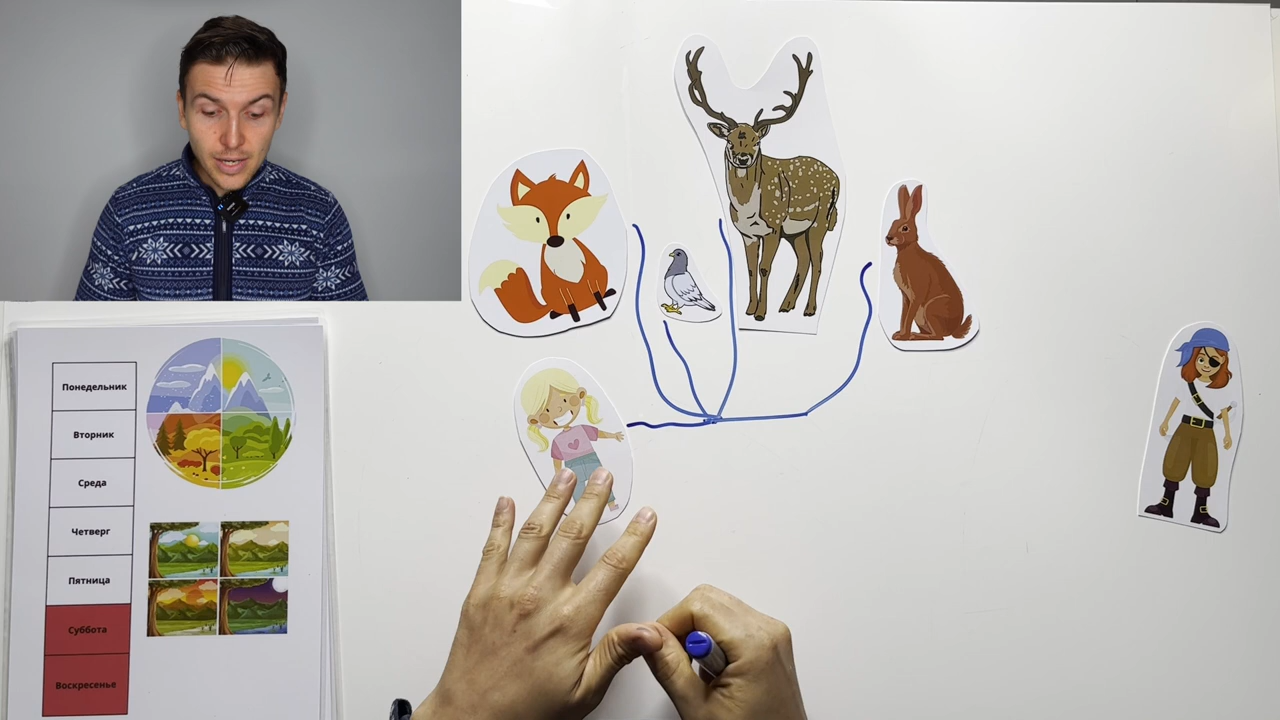 Понедельник
Вторник
Среда
Четверг
Пятница
Суббота
Воскресенье